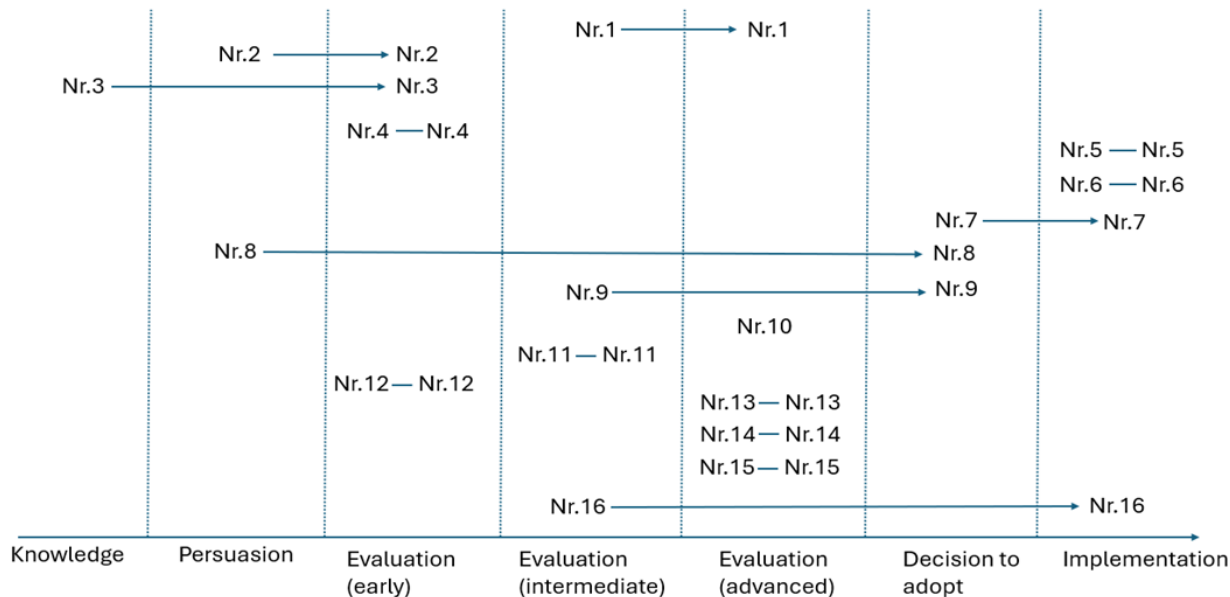 Nr.1 Nr.1
Nr.2 Nr.2
Nr.3 Nr.3
Nr.4 Nr.4
Nr.5 Nr.5
Nr.6 Nr.6
Nr.7 Nr.7
Nr.8 Nr.8
Nr.9 Nr.9
Nr.10
Nr.11 Nr.11
Nr.12 Nr.12
Nr.13 Nr.13
Nr.14 Nr.14
Nr.15 Nr.15
Nr.16 Nr.16
Knowledge
Persuasion
Evaluation
(early)
Evaluation
(intermediate)
Evaluation
(advanced)
Decision to
adopt
Implementation